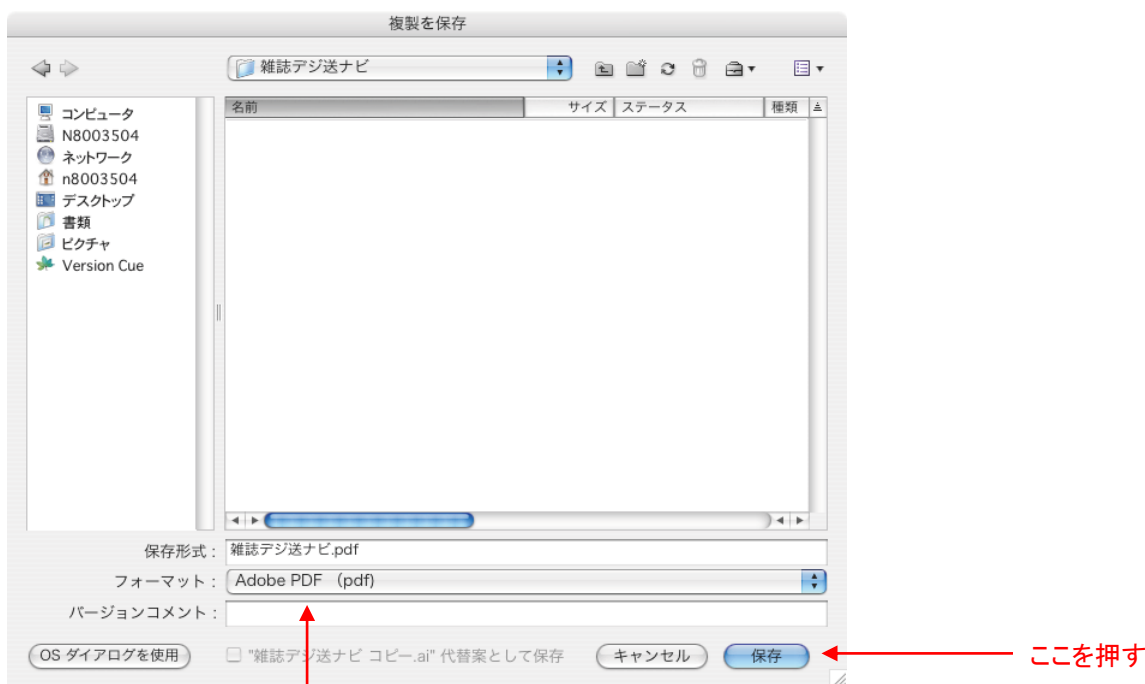 複製を保存
雑誌デジ送ナビ
名前 サイズ ステータス 種類
コンピュータ
N8003504
ネットワーク
n8003504
デスクトップ
書類
ピクチャ
Version Cue
保存形式 : 雑誌デジ送ナビ.pdf
フォーマット : Adobe PDF （pdf)
バージョンコメント :
OS ダイアログを使用 "雑誌デジ送ナビ コピー.ai" 代替案として保存 キャンセル 保存 ここを押す